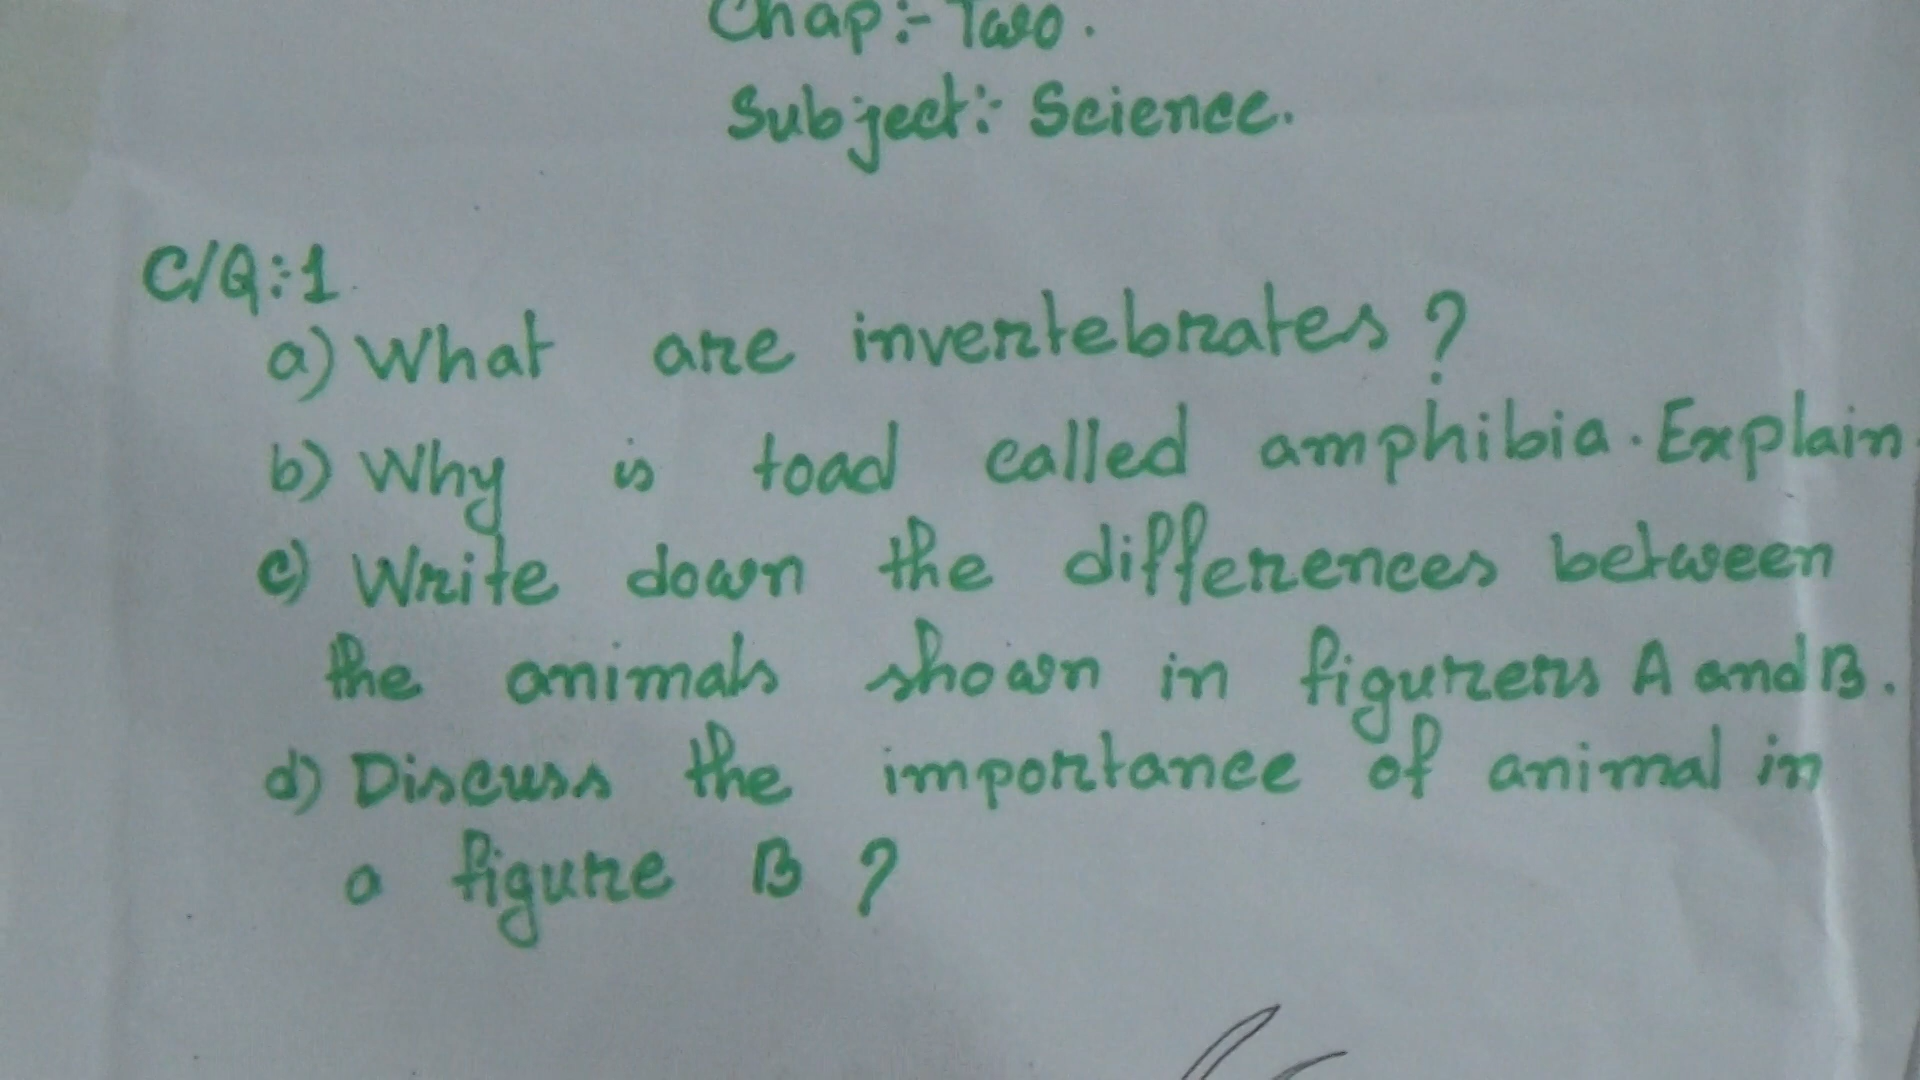 Chap:- Two.
Subject:- Science.
C/Q:-1.
a) What are invertebrates?
b) Why is toad called amphibia. Explain.
c) Write down the differences between
the animals shown in figurers A and B.
d) Discuss the importance of animal in
a figure B?